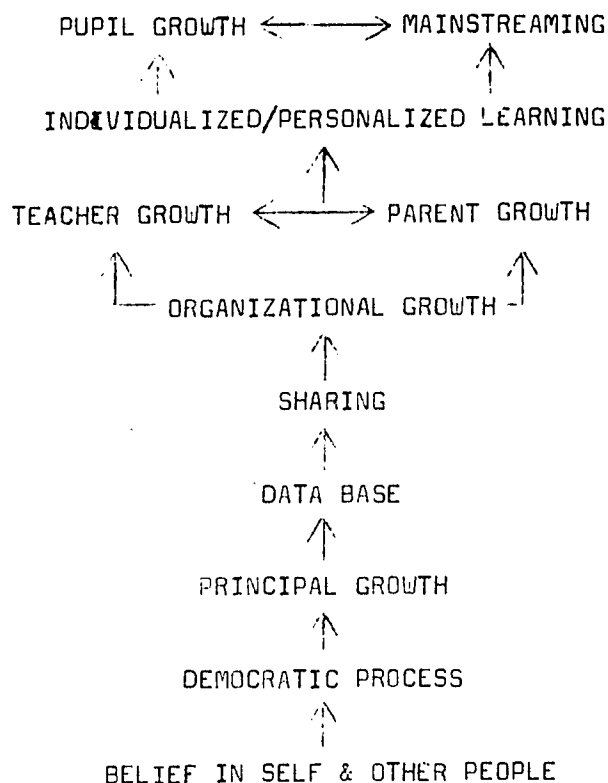 PUPIL GROWTH MAINSTREAMING
INDIVIDUALIZED/PERSONALIZED LEARNING
TEACHER GROWTH PARENT GROWTH
ORGANIZATIONAL GROWTH
SHARING
DATA BASE
PRINCIPAL GROWTH
DEMOCRATIC PROCESS
BELIEF IN SELF & OTHER PEOPLE